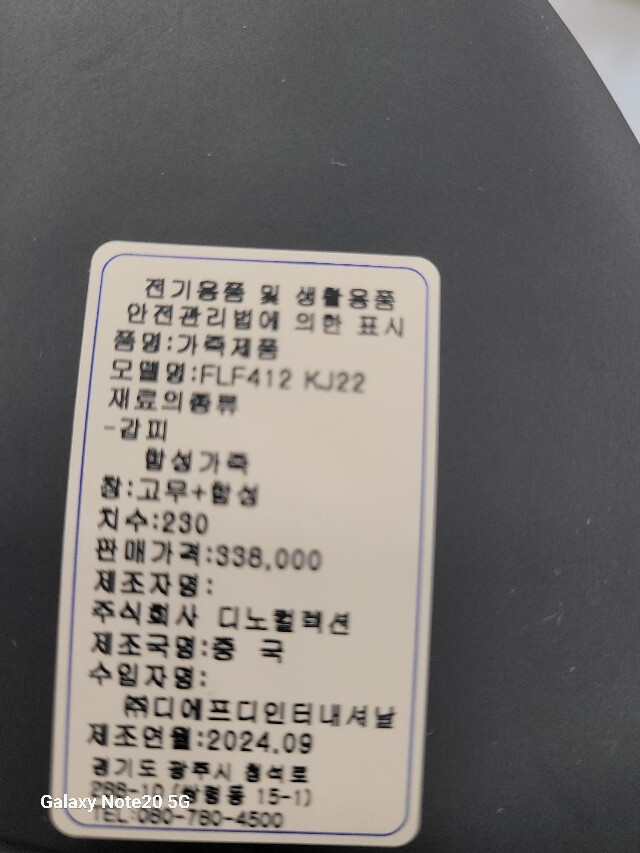 전기용품 및 생활용품
안전관리법에 의한 표시
품명:가죽제품
모델명:FLF412 KJ22
재료의종류
-갑피
합성가죽
창:고무+합성
치수:230
판매가격:338,000
제조자명:
주식회사 디노컬렉션
제조국명:중 국
수입자명:
㈜디에프디인터내셔날
제조연월:2024.09
경기도 광주시 첨석로
15-1)
TEL:080-780-4500
Galaxy Note20 5G